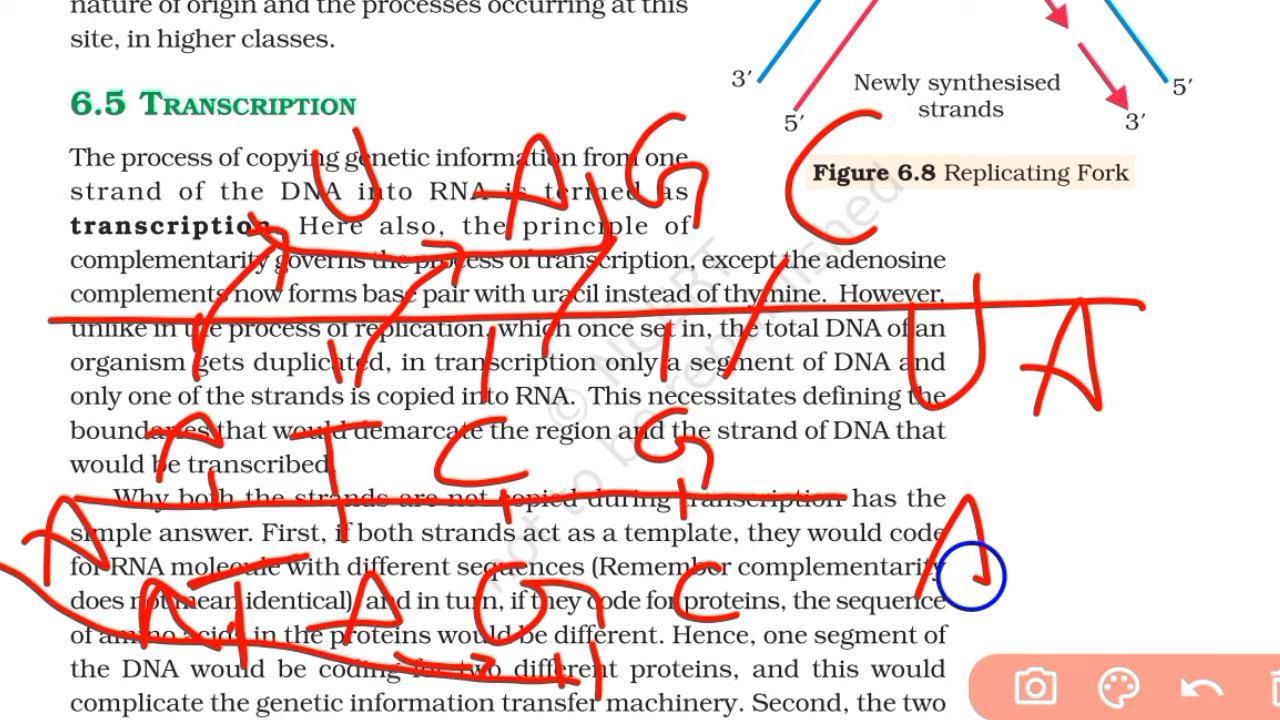 nature of origin and the processes occurring at this
site, in higher classes.
3′
5′
Newly synthesised
strands
5′
3′
Figure 6.8 Replicating Fork
6.5 TRANSCRIPTION
The process of copying genetic information from one
strand of the DNA into RNA is termed as
transcription. Here also, the principle of
complementarity governs the process of transcription, except the adenosine
complements now forms base pair with uracil instead of thymine. However,
unlike in the process of replication, which once set in, the total DNA of an
organism gets duplicated, in transcription only a segment of DNA and
only one of the strands is copied into RNA. This necessitates defining the
boundaries that would demarcate the region and the strand of DNA that
would be transcribed.
Why both the strands are not copied during transcription has the
simple answer. First, if both strands act as a template, they would code
for RNA molecule with different sequences (Remember complementarity
does not mean identical), and in turn, if they code for proteins, the sequence
of amino acids in the proteins would be different. Hence, one segment of
the DNA would be coding for two different proteins, and this would
complicate the genetic information transfer machinery. Second, the two
© NCERT
not to be republished
U A G C
U A
A T C G
A
T A G C
A